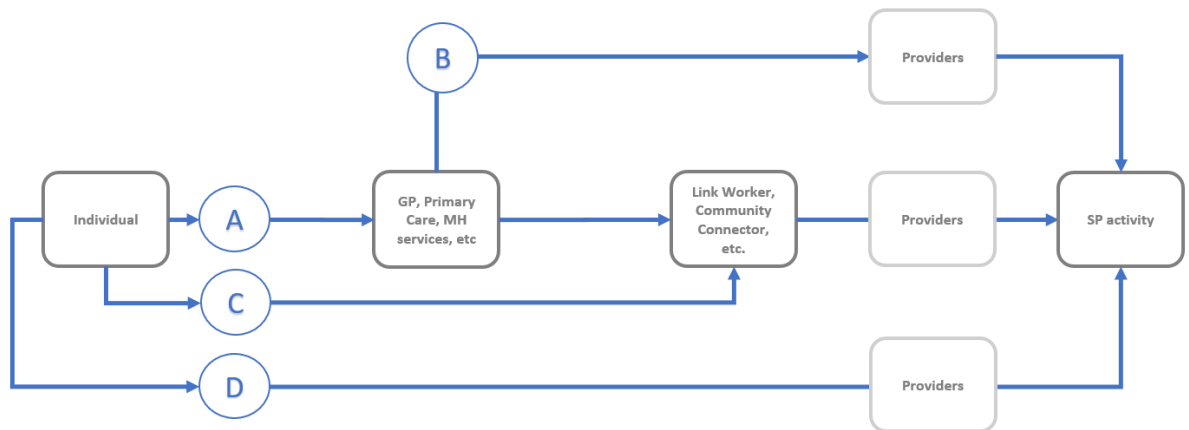 B
Providers
Individual
A
GP, Primary
Care, MH
services, etc
Link Worker,
Community
Connector,
etc.
Providers
SP activity
C
D
Providers